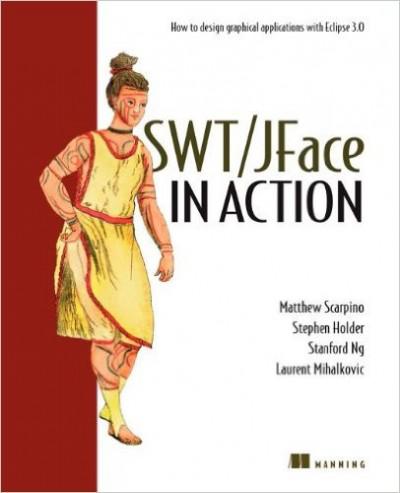 How to design graphical applications with Eclipse 3.0
SWT/JFace
IN ACTION
Matthew Scarpino
Stephen Holder
Stanford Ng
Laurent Mihalkovic
MANNING